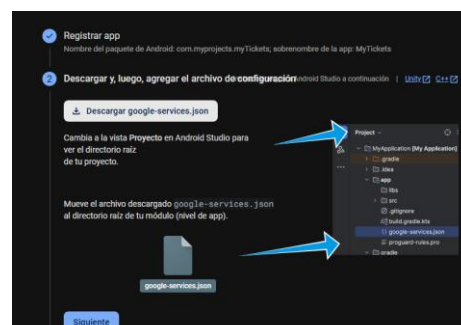 Registrar app
Nombre del paquete de Android: com.myprojects.myTickets; sobrenombre de la app: MyTickets
2 Descargar y, luego, agregar el archivo de configuración
Android Studio a continuación | Unity C++
Descargar google-services.json
Cambia a la vista Proyecto en Android Studio para
ver el directorio raíz
de tu proyecto.
Mueve el archivo descargado google-services.json
al directorio raíz de tu módulo (nivel de app).
google-services.json
Project
MyApplication [My Application]
.gradle
.idea
app
libs
src
.gitignore
build.gradle.kts
google-services.json
proguard-rules.pro
gradle
Siguiente